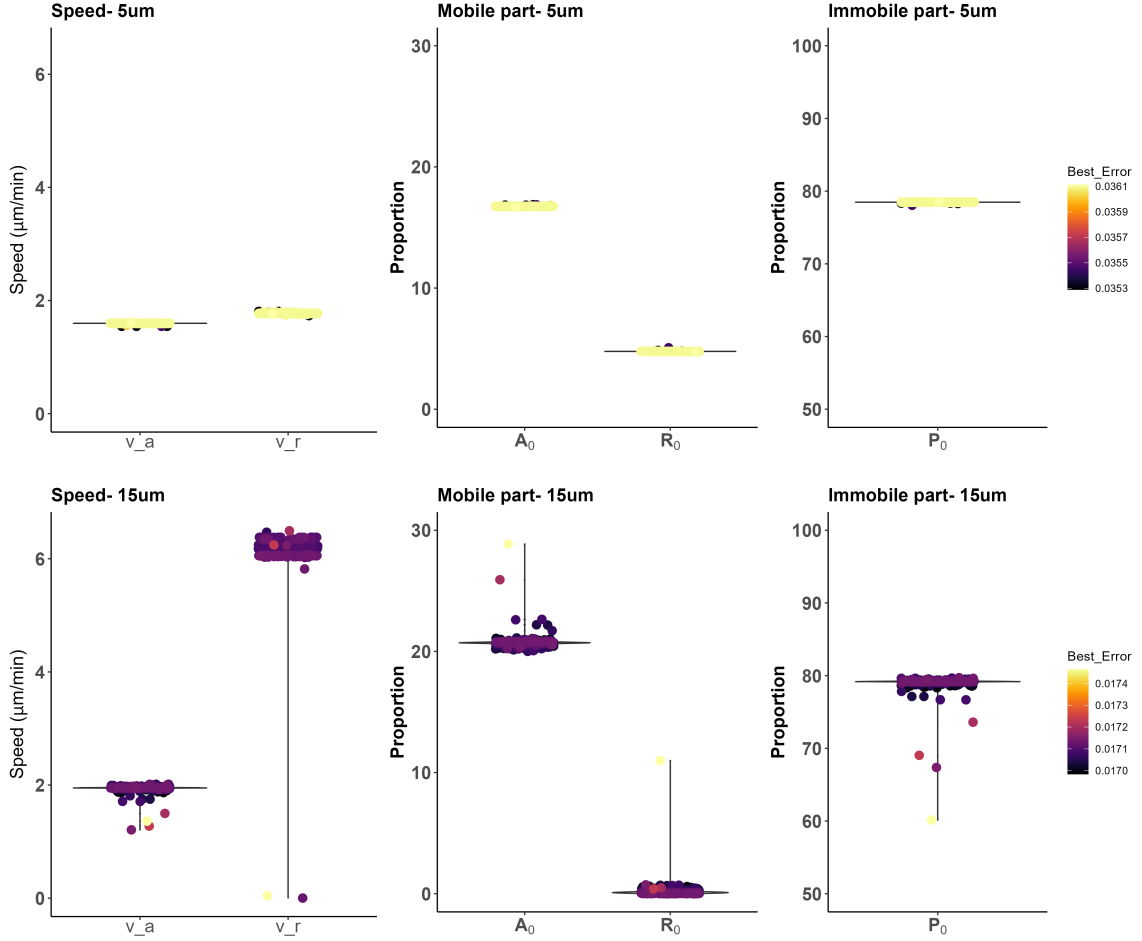 Speed- 5um
Mobile part- 5um
Immobile part- 5um
Speed (µm/min)
6
4
2
0
v_a
v_r
Proportion
30
20
10
0
A₀
R₀
Proportion
100
90
80
70
60
50
P₀
Best_Error
0.0361
0.0359
0.0357
0.0355
0.0353
Speed- 15um
Mobile part- 15um
Immobile part- 15um
Speed (µm/min)
6
4
2
0
v_a
v_r
Proportion
30
20
10
0
A₀
R₀
Proportion
100
90
80
70
60
50
P₀
Best_Error
0.0174
0.0173
0.0172
0.0171
0.0170